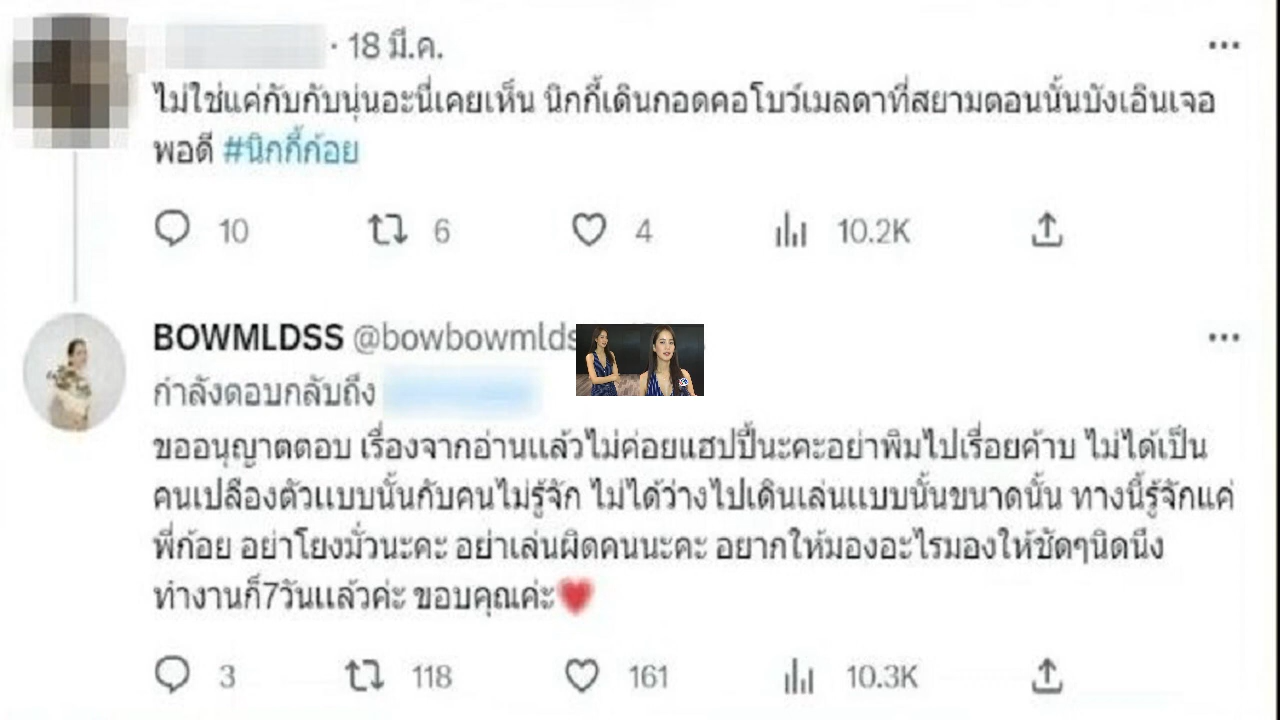 · 18 มี.ค.
ไม่ใช่แค่กับกับนุ่นอะนี่เคยเห็น นิกกี้เดินกอดคอโบว์เมลดาที่สยามตอนนั้นบังเอินเจอ
พอดี #นิกกี้ก้อย
10 6 4 10.2K
BOWMLDSS @bowbowmlds
กำลังตอบกลับถึง
ขออนุญาตตอบ เรื่องจากอ่านแล้วไม่ค่อยแฮปปี้นะคะอย่าพิมไปเรื่อยค้าบ ไม่ได้เป็น
คนเปลืองตัวแบบนั้นกับคนไม่รู้จัก ไม่ได้ว่างไปเดินเล่นแบบนั้นขนาดนั้น ทางนี้รู้จักแค่
พี่ก้อย อย่าโยงมั่วนะคะ อย่าเล่นผิดคนนะคะ อยากให้มองอะไรมองให้ชัดๆนิดนึง
ทำงานก็7วันแล้วค่ะ ขอบคุณค่ะ❤️
3 118 161 10.3K